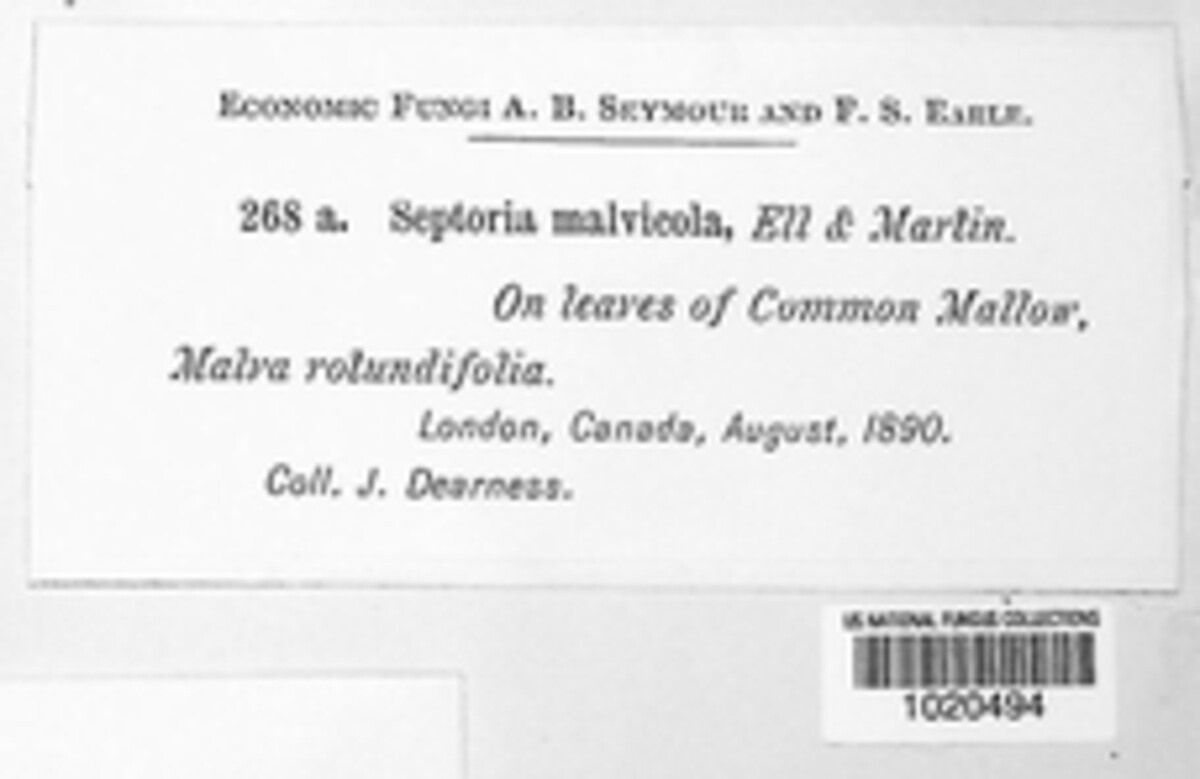 Economic Fungi A. B. Seymour and F. S. Earle.
268 a. Septoria malvicola, Ell & Martin.
On leaves of Common Mallow,
Malva rotundifolia.
London, Canada, August, 1890.
Coll. J. Dearness.
US NATIONAL FUNGUS COLLECTIONS
1020494